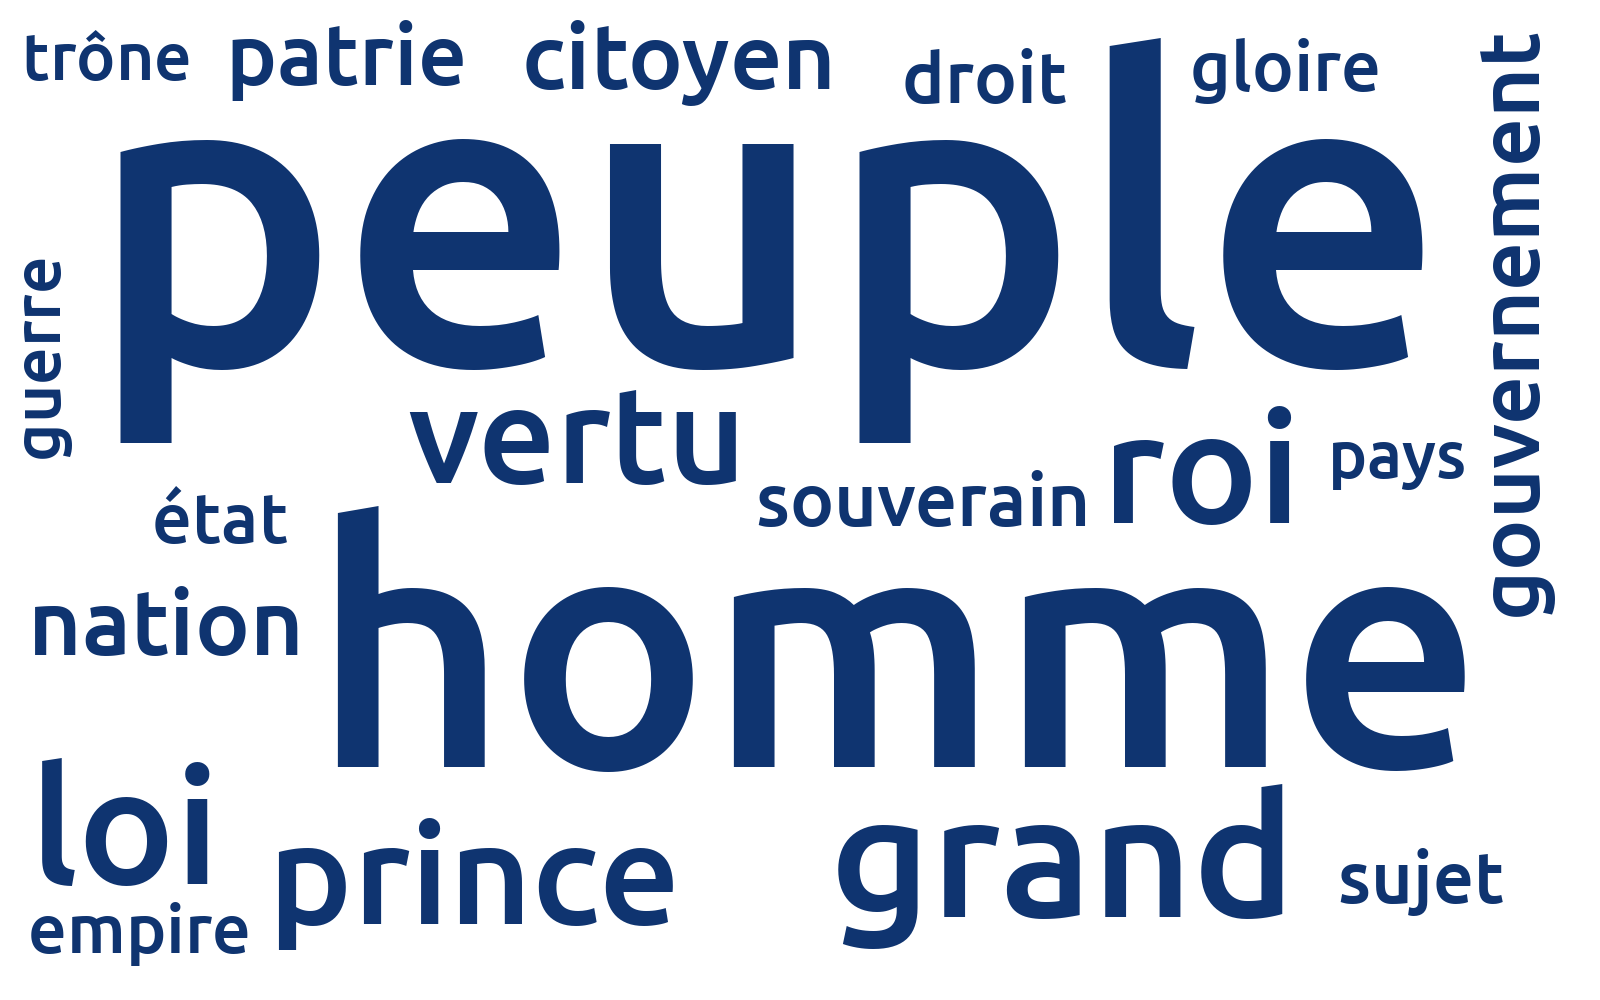 trône
patrie
citoyen
droit
gloire
gouvernement
peuple
guerre
vertu
roi
pays
souverain
état
nation
homme
loi
prince
grand
sujet
empire